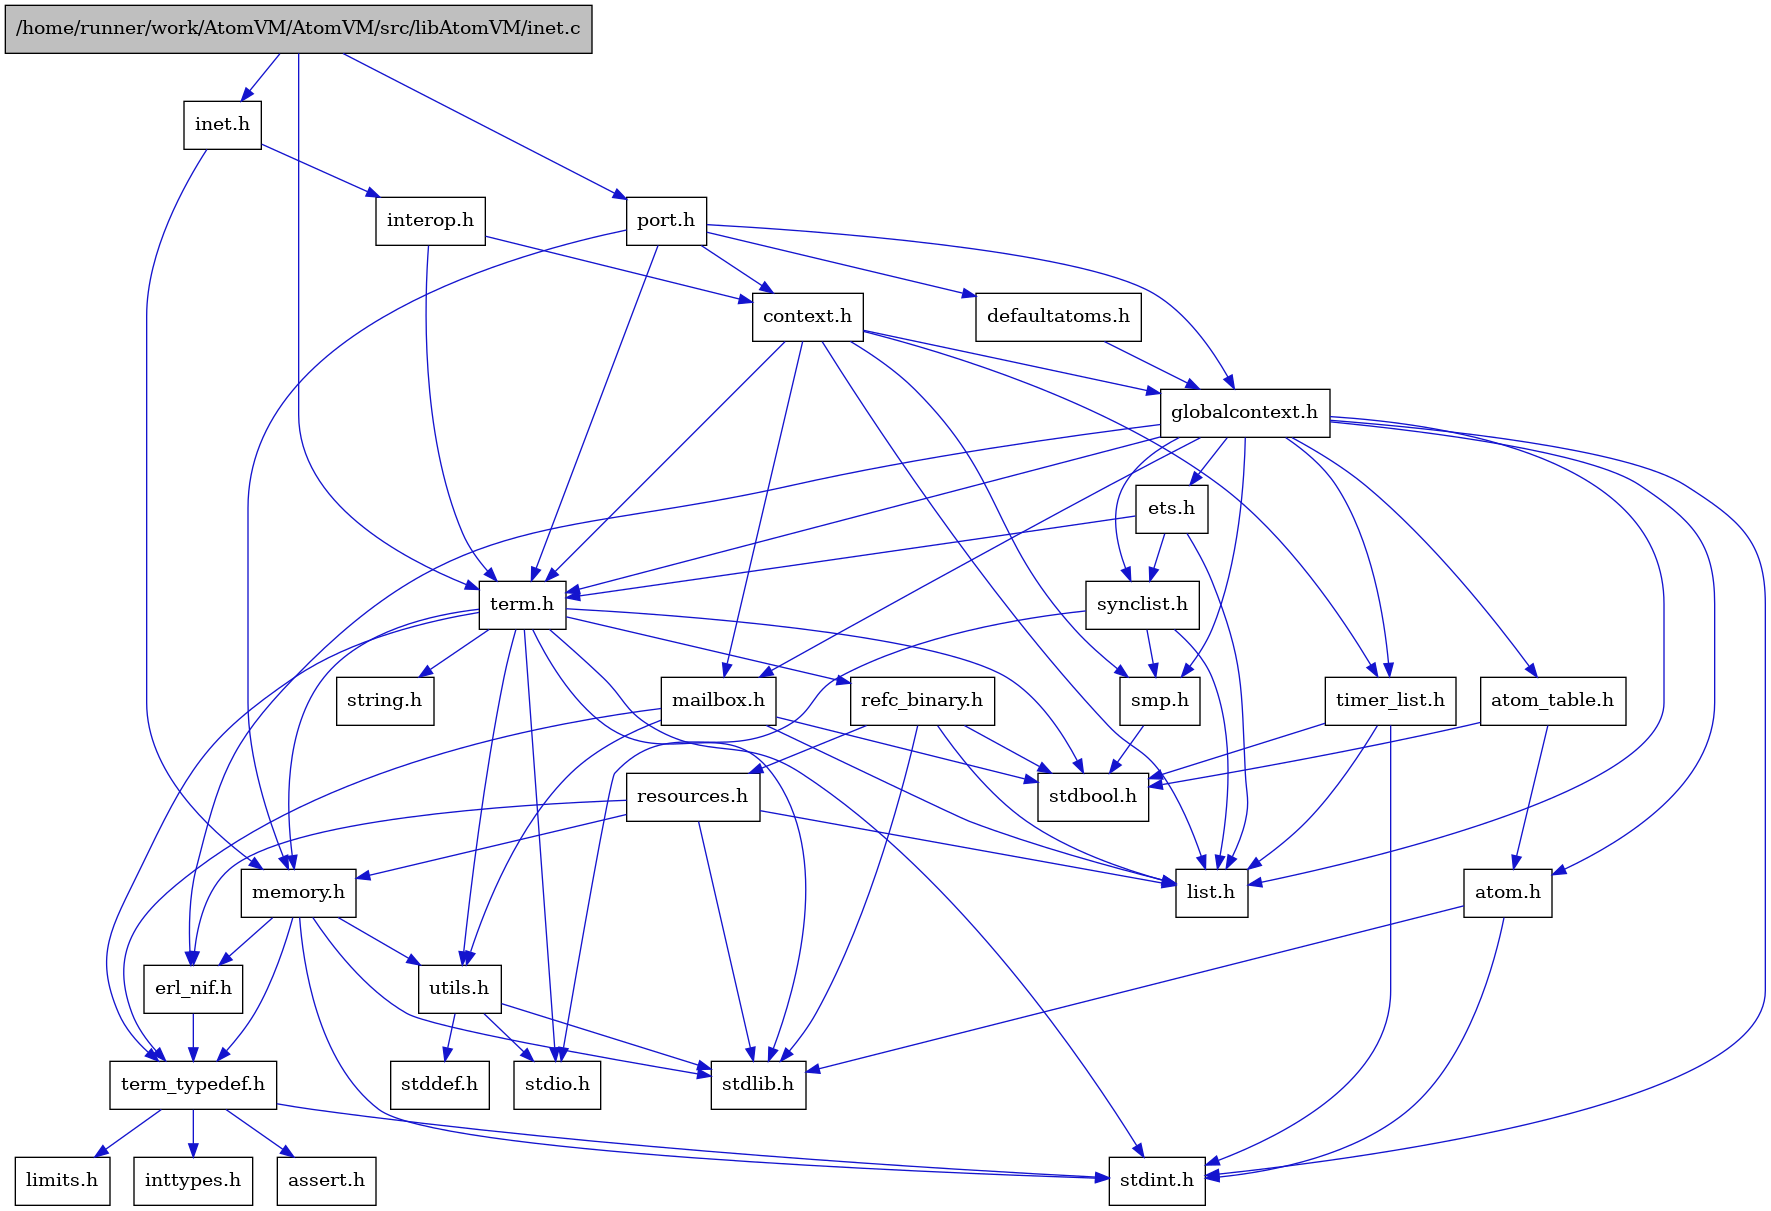 /home/runner/work/AtomVM/AtomVM/src/libAtomVM/inet.c
inet.h
interop.h
port.h
context.h
defaultatoms.h
globalcontext.h
ets.h
term.h
synclist.h
string.h
mailbox.h
refc_binary.h
smp.h
timer_list.h
atom_table.h
resources.h
stdbool.h
memory.h
list.h
atom.h
erl_nif.h
utils.h
term_typedef.h
stddef.h
stdio.h
stdlib.h
limits.h
inttypes.h
assert.h
stdint.h